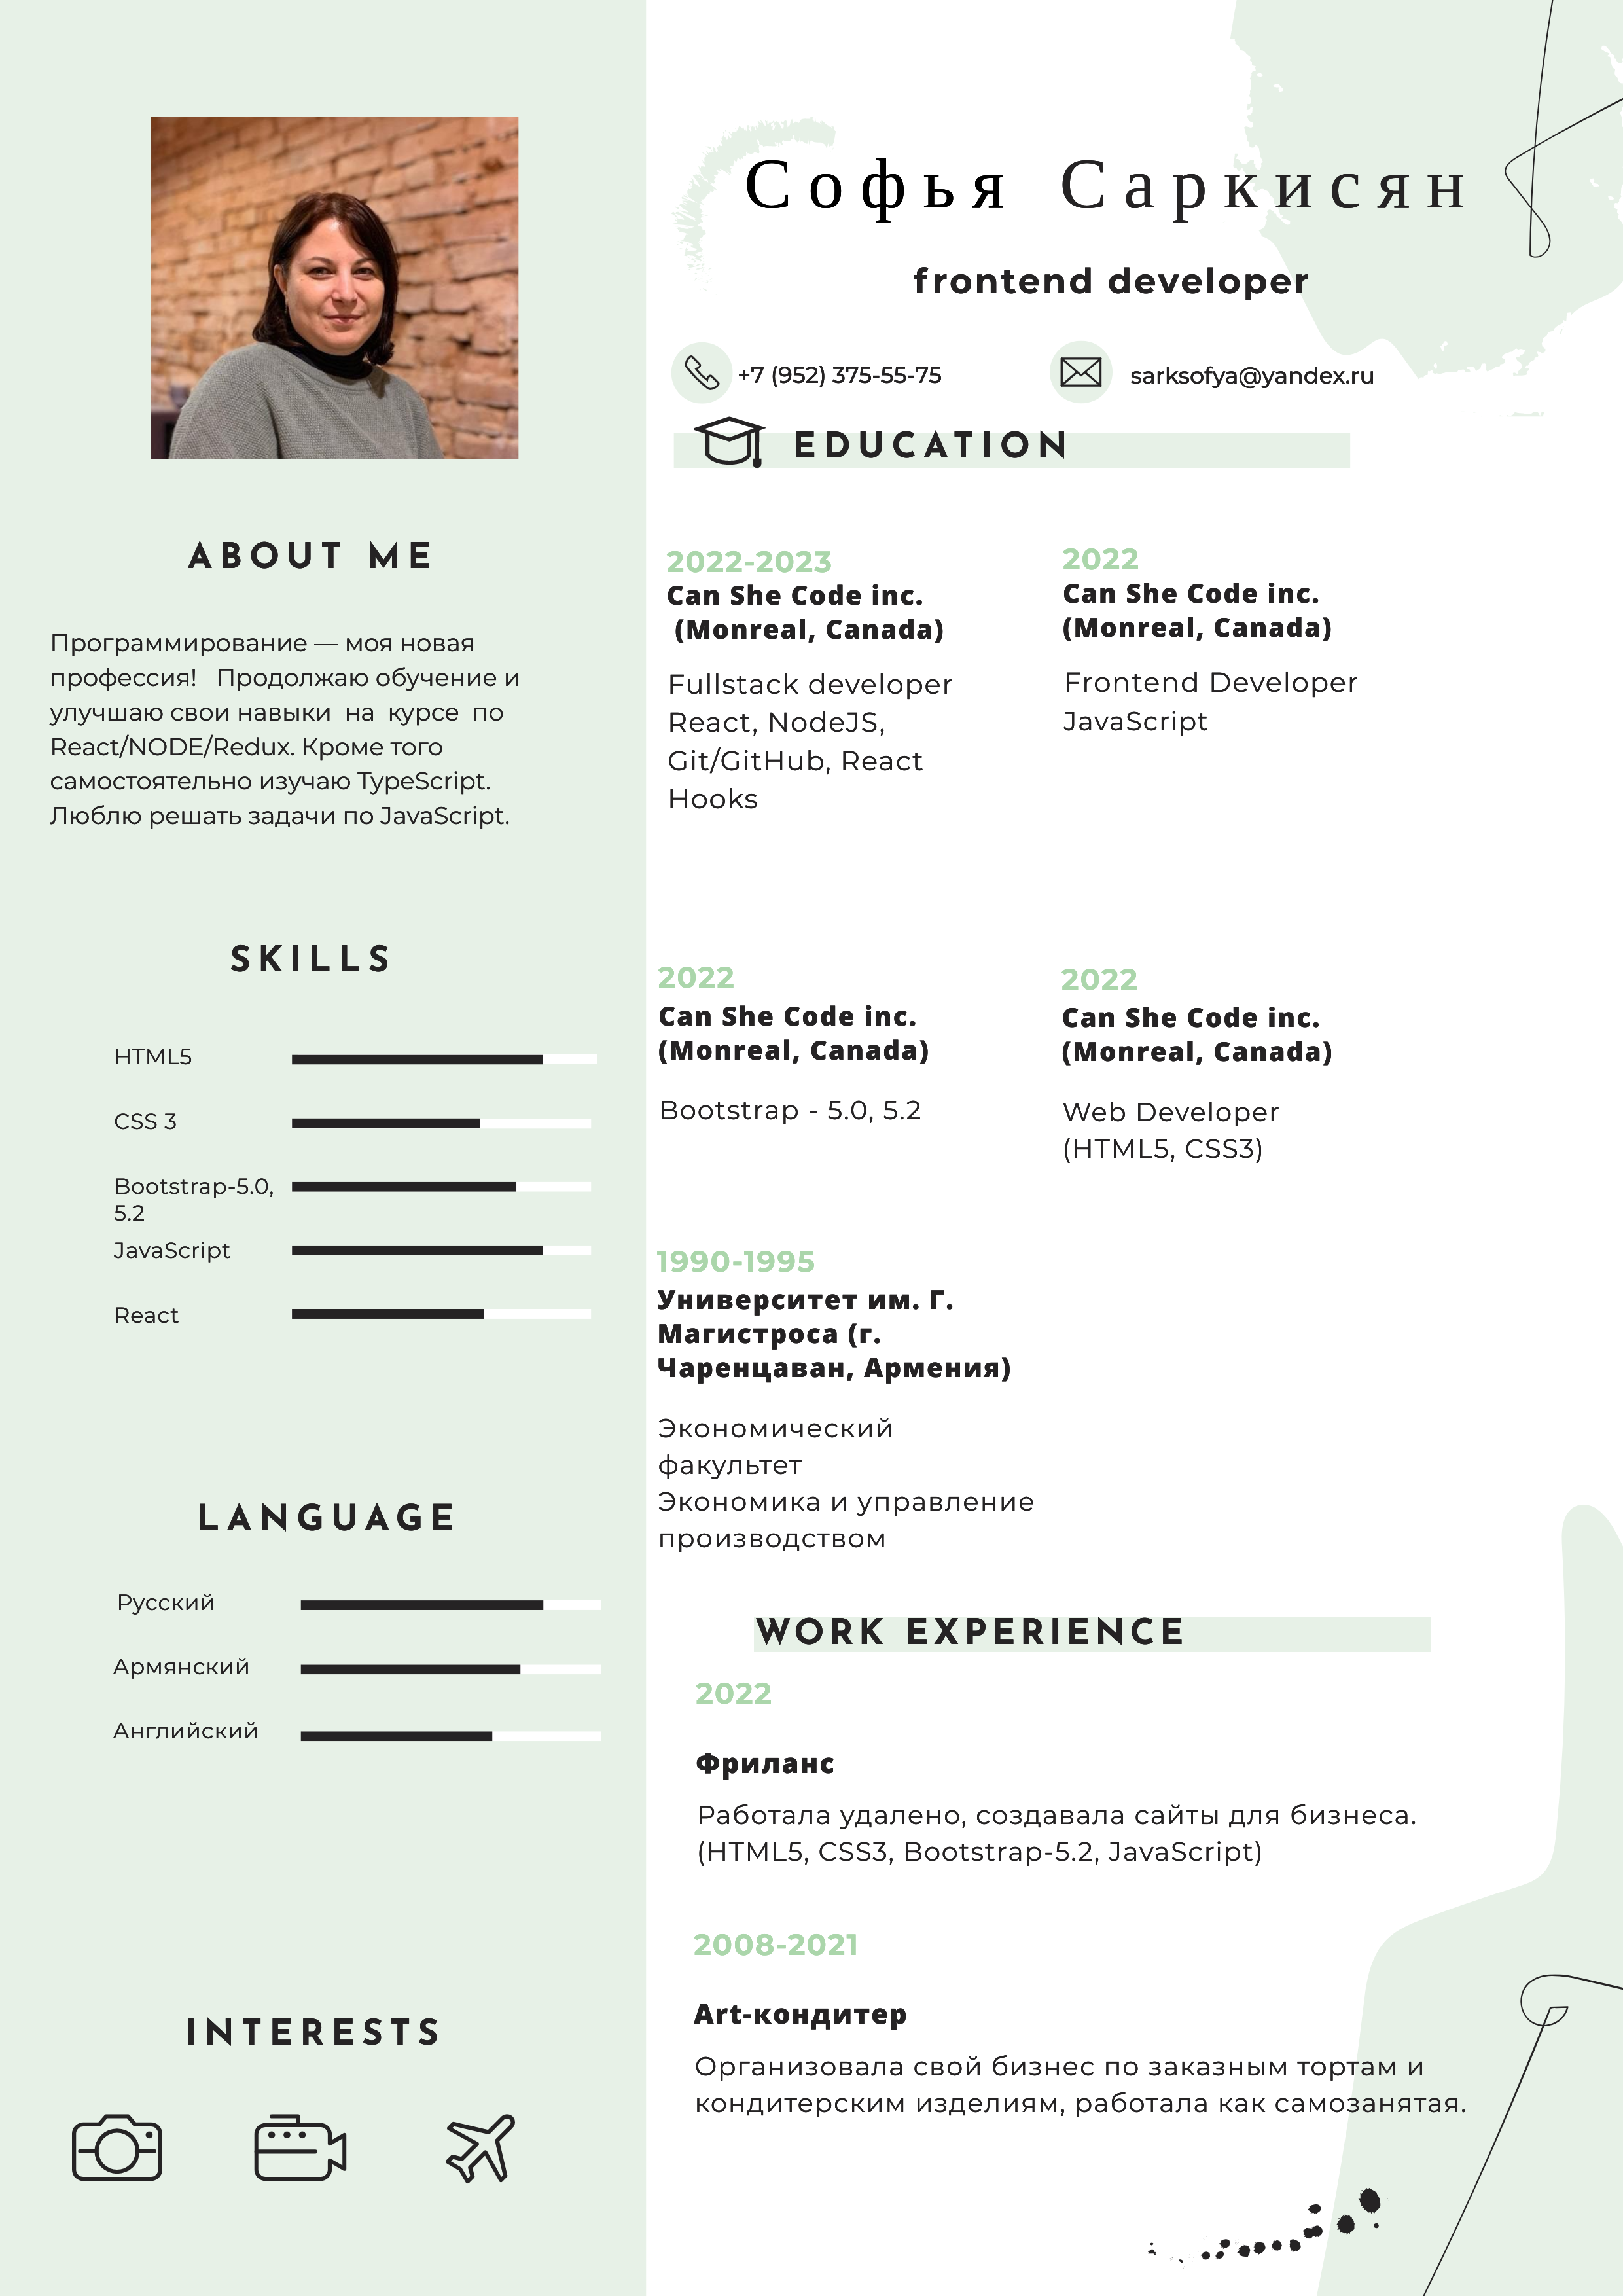 Софья Саркисян
frontend developer
+7 (952) 375-55-75
sarksofya@yandex.ru
ABOUT ME
Программирование — моя новая
профессия! Продолжаю обучение и
улучшаю свои навыки на курсе по
React/NODE/Redux. Кроме того
самостоятельно изучаю TypeScript.
Люблю решать задачи по JavaScript.
SKILLS
HTML5
CSS 3
Bootstrap-5.0,
5.2
JavaScript
React
LANGUAGE
Русский
Армянский
Английский
INTERESTS
EDUCATION
2022-2023
Can She Code inc.
(Monreal, Canada)
Fullstack developer
React, NodeJS,
Git/GitHub, React
Hooks
2022
Can She Code inc.
(Monreal, Canada)
Frontend Developer
JavaScript
2022
Can She Code inc.
(Monreal, Canada)
Bootstrap - 5.0, 5.2
2022
Can She Code inc.
(Monreal, Canada)
Web Developer
(HTML5, CSS3)
1990-1995
Университет им. Г.
Магистроса (г.
Чаренцаван, Армения)
Экономический
факультет
Экономика и управление
производством
WORK EXPERIENCE
2022
Фриланс
Работала удалено, создавала сайты для бизнеса.
(HTML5, CSS3, Bootstrap-5.2, JavaScript)
2008-2021
Art-кондитер
Организовала свой бизнес по заказным тортам и
кондитерским изделиям, работала как самозанятая.